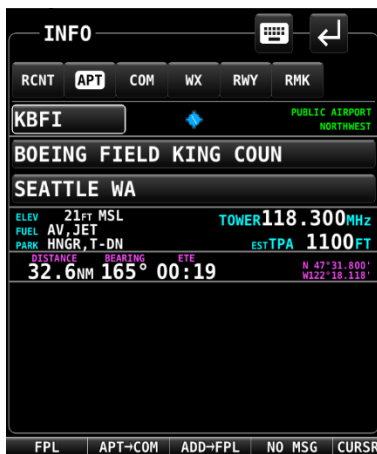 INFO
RCNT APT COM WX RWY RMK
KBFI
PUBLIC AIRPORT
NORTHWEST
BOEING FIELD KING COUN
SEATTLE WA
ELEV 21FT MSL
TOWER118.300MHz
FUEL AV,JET
PARK HNGR,T-DN
ESTTPA 1100FT
DISTANCE BEARING ETE
32.6NM 165° 00:19
N 47°31.800'
W122°18.118'
FPL APT→COM ADD→FPL NO MSG CURSR